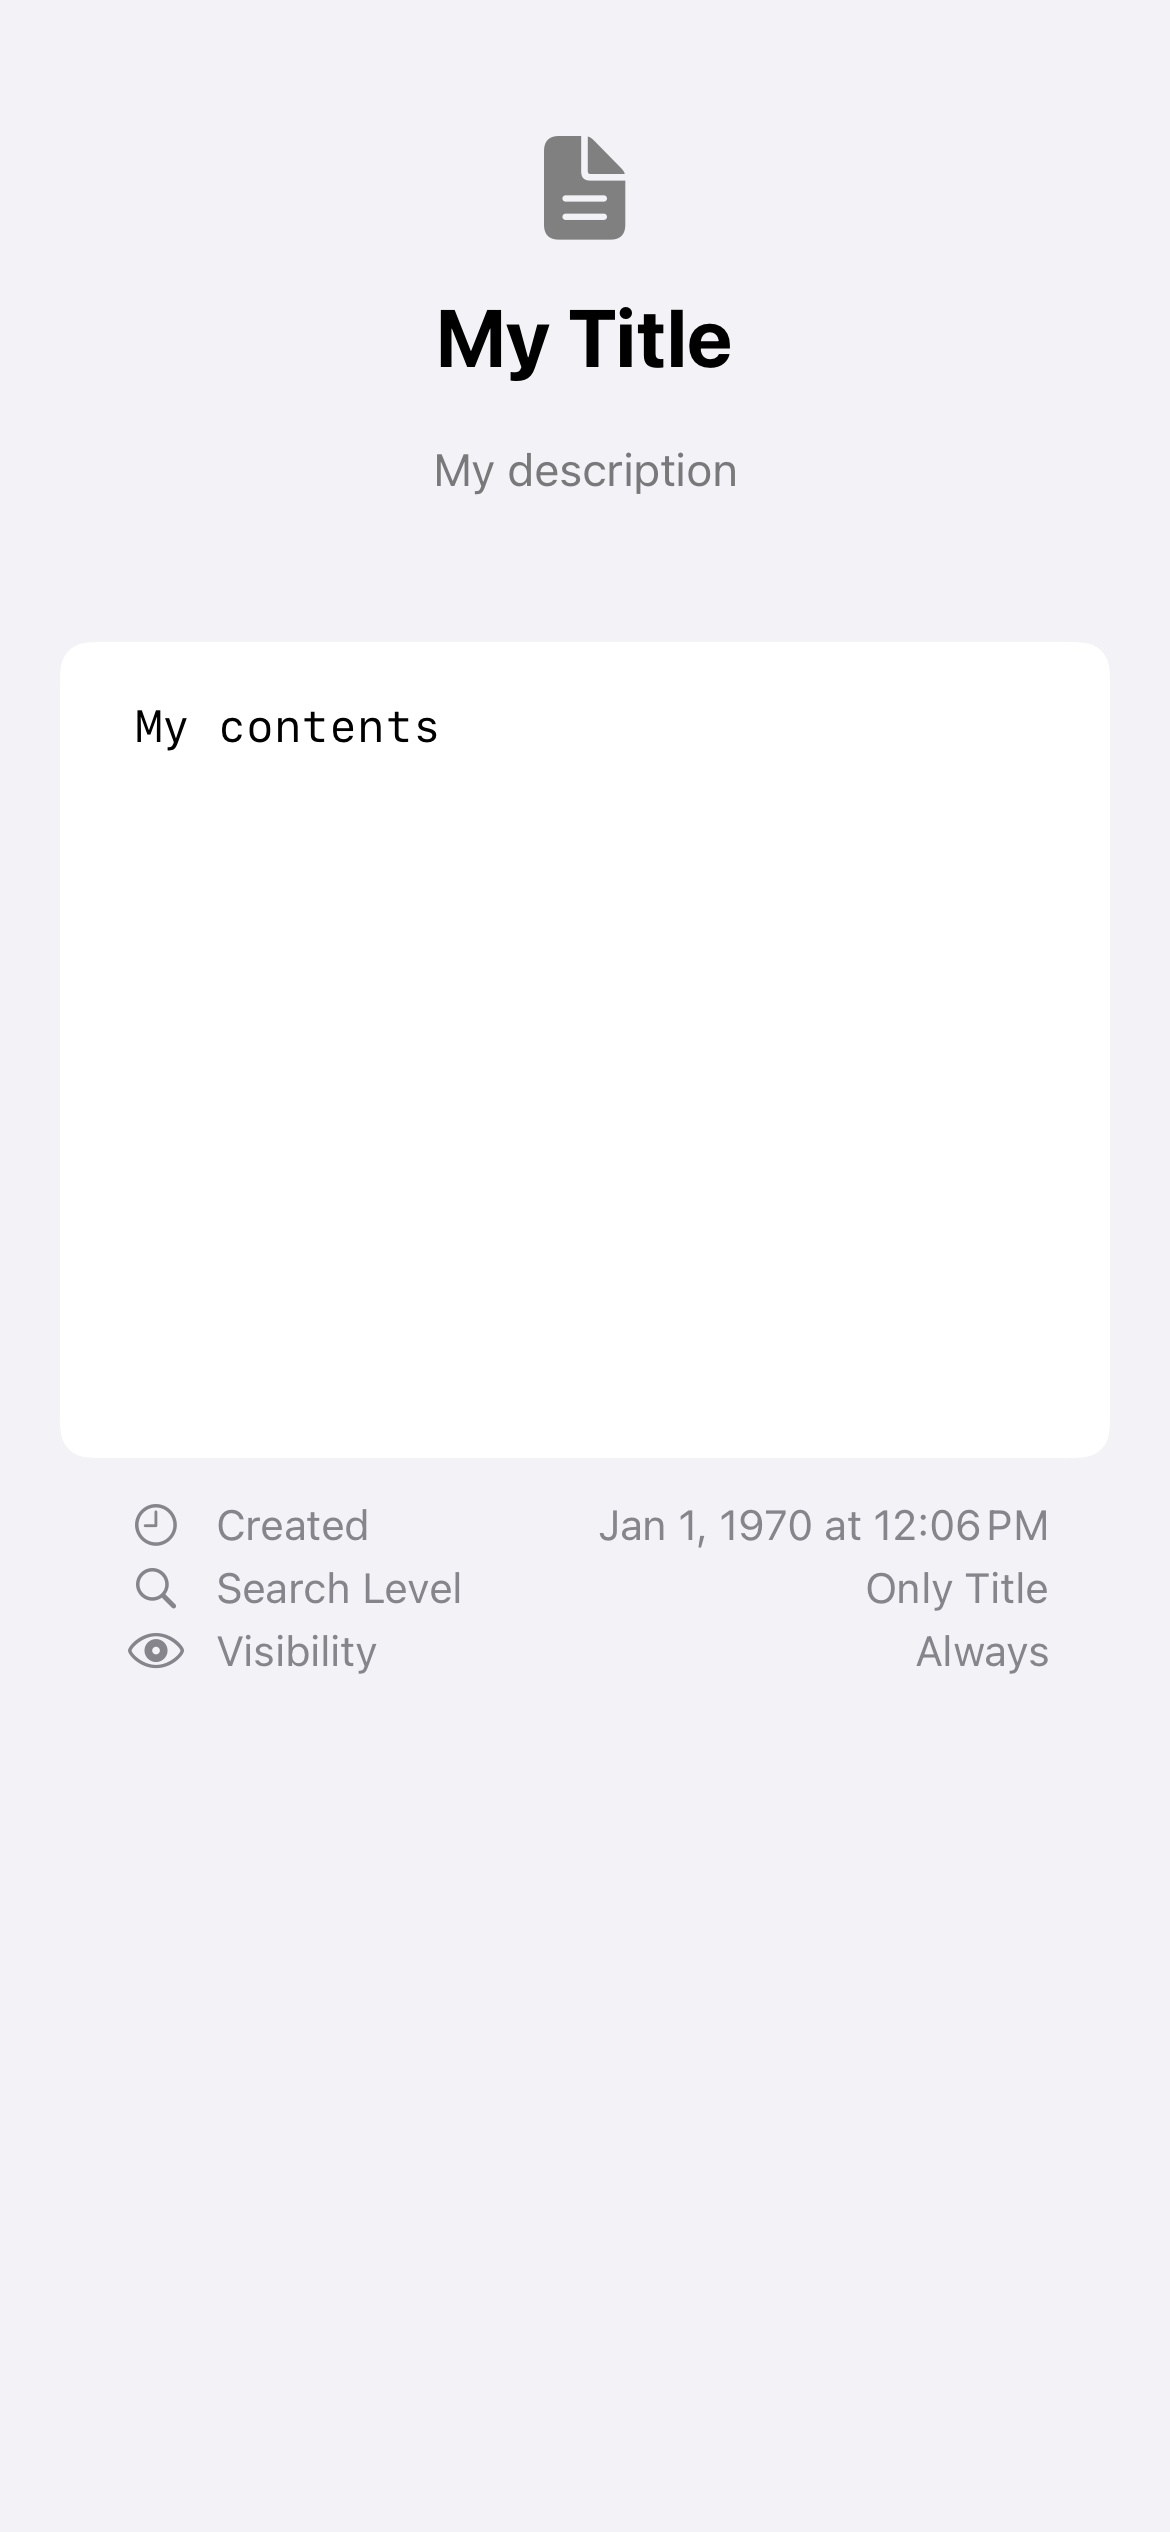 My Title
My description
My contents
Created Jan 1, 1970 at 12:06 PM
Search Level Only Title
Visibility Always